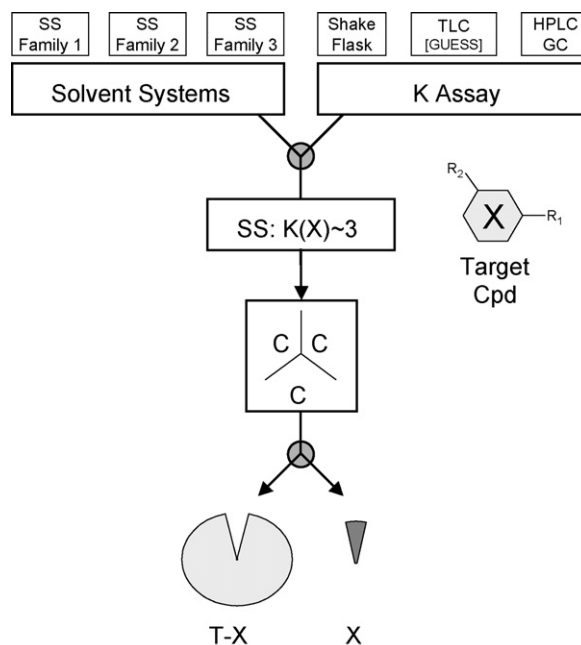 SS
Family 1
SS
Family 2
SS
Family 3
Shake
Flask
TLC
[GUESS]
HPLC
GC
Solvent Systems
K Assay
SS: K(X)~3
R2
X
R1
Target
Cpd
C C
C
T-X
X